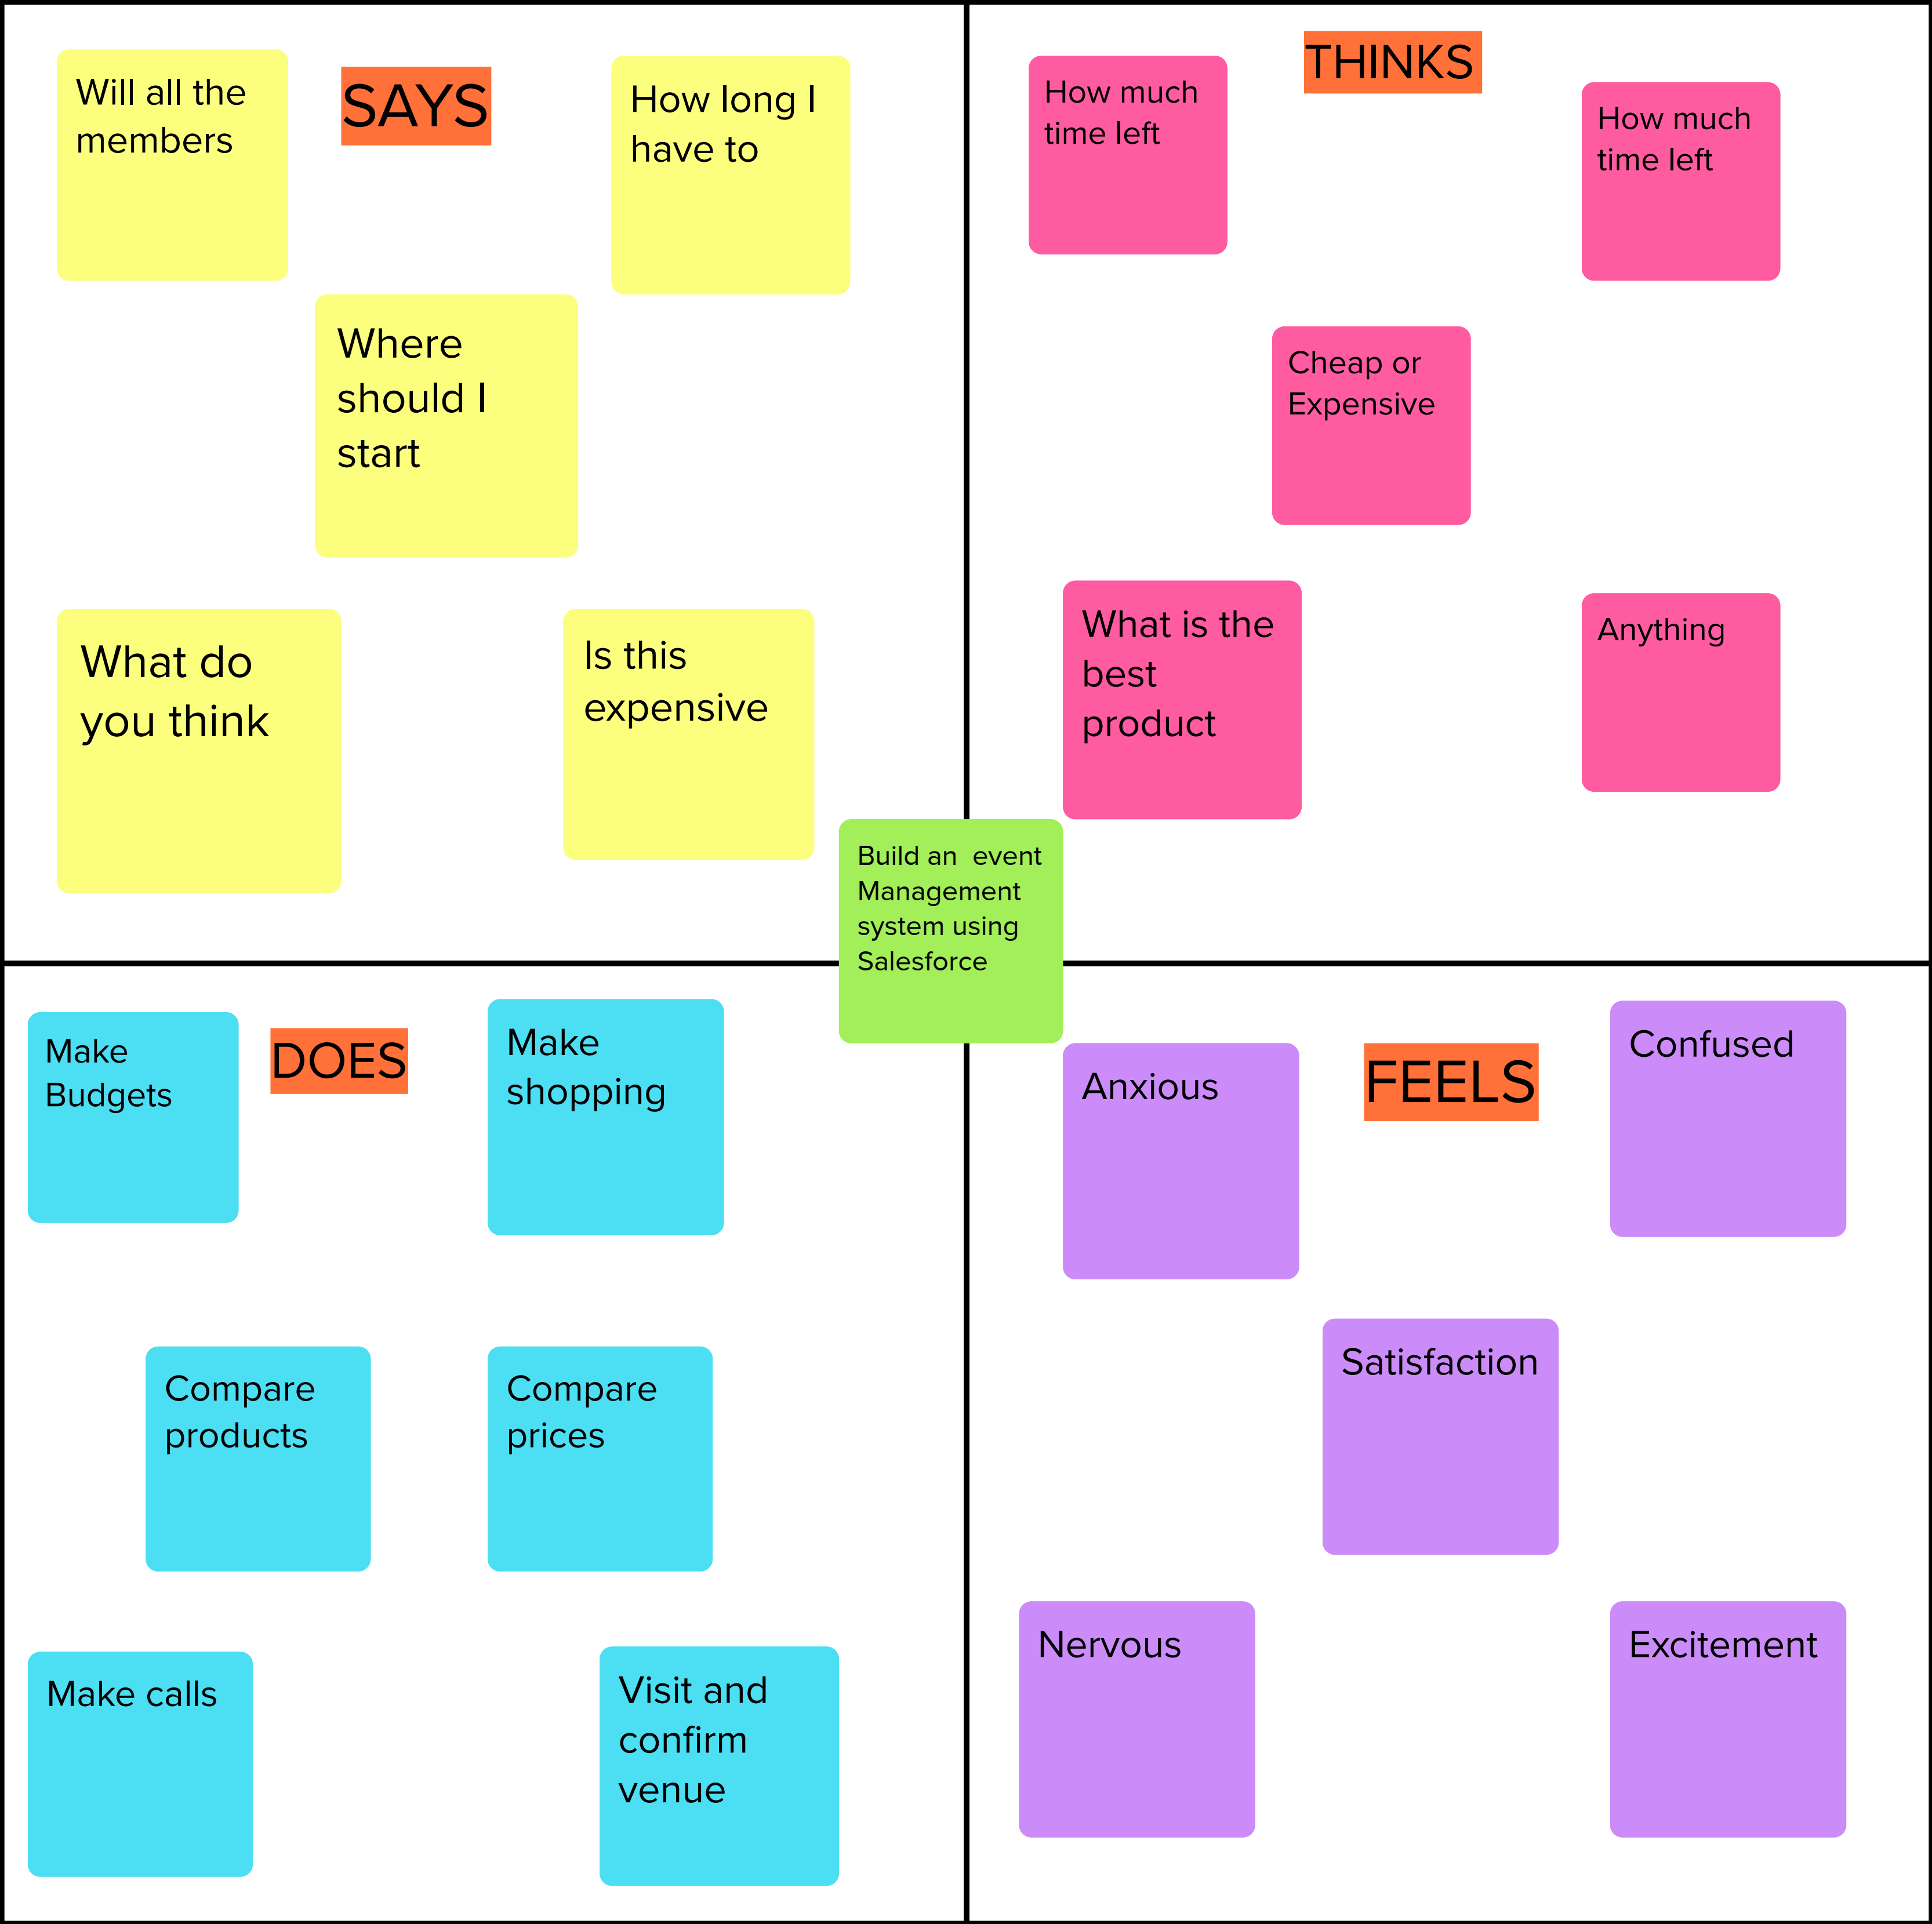 SAYS
Will all the
members
How long I
have to
Where
should I
start
What do
you think
Is this
expensive
THINKS
How much
time left
How much
time left
Cheap or
Expensive
What is the
best
product
Anything
Build an  event
Management
system using
Salesforce
DOES
Make
Budgets
Make
shopping
Compare
products
Compare
prices
Make calls
Visit and
confirm
venue
FEELS
Anxious
Confused
Satisfaction
Nervous
Excitement